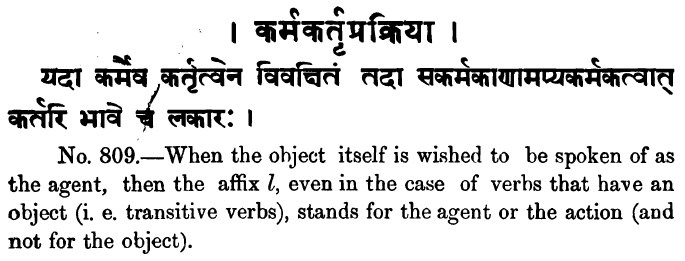 । कर्मकर्तृप्रक्रिया ।
यदा कर्मैव कर्तृत्वेन विवक्षितं तदा सकर्मकाणामप्यकर्मकत्वात्
कर्तरि भावे च लकारः ।
No. 809.—When the object itself is wished to be spoken of as
the agent, then the affix l, even in the case of verbs that have an
object (i. e. transitive verbs), stands for the agent or the action (and
not for the object).